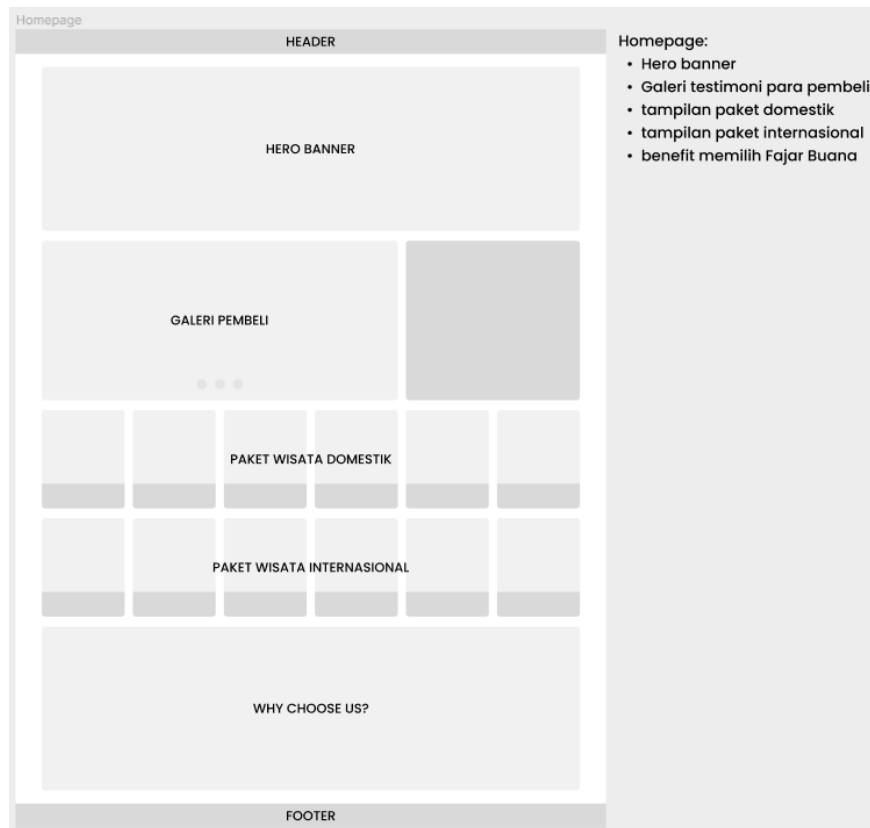 Homepage
HEADER
HERO BANNER
GALERI PEMBELI
PAKET WISATA DOMESTIK
PAKET WISATA INTERNASIONAL
WHY CHOOSE US?
FOOTER
Homepage:
• Hero banner
• Galeri testimoni para pembeli
• tampilan paket domestik
• tampilan paket internasional
• benefit memilih Fajar Buana